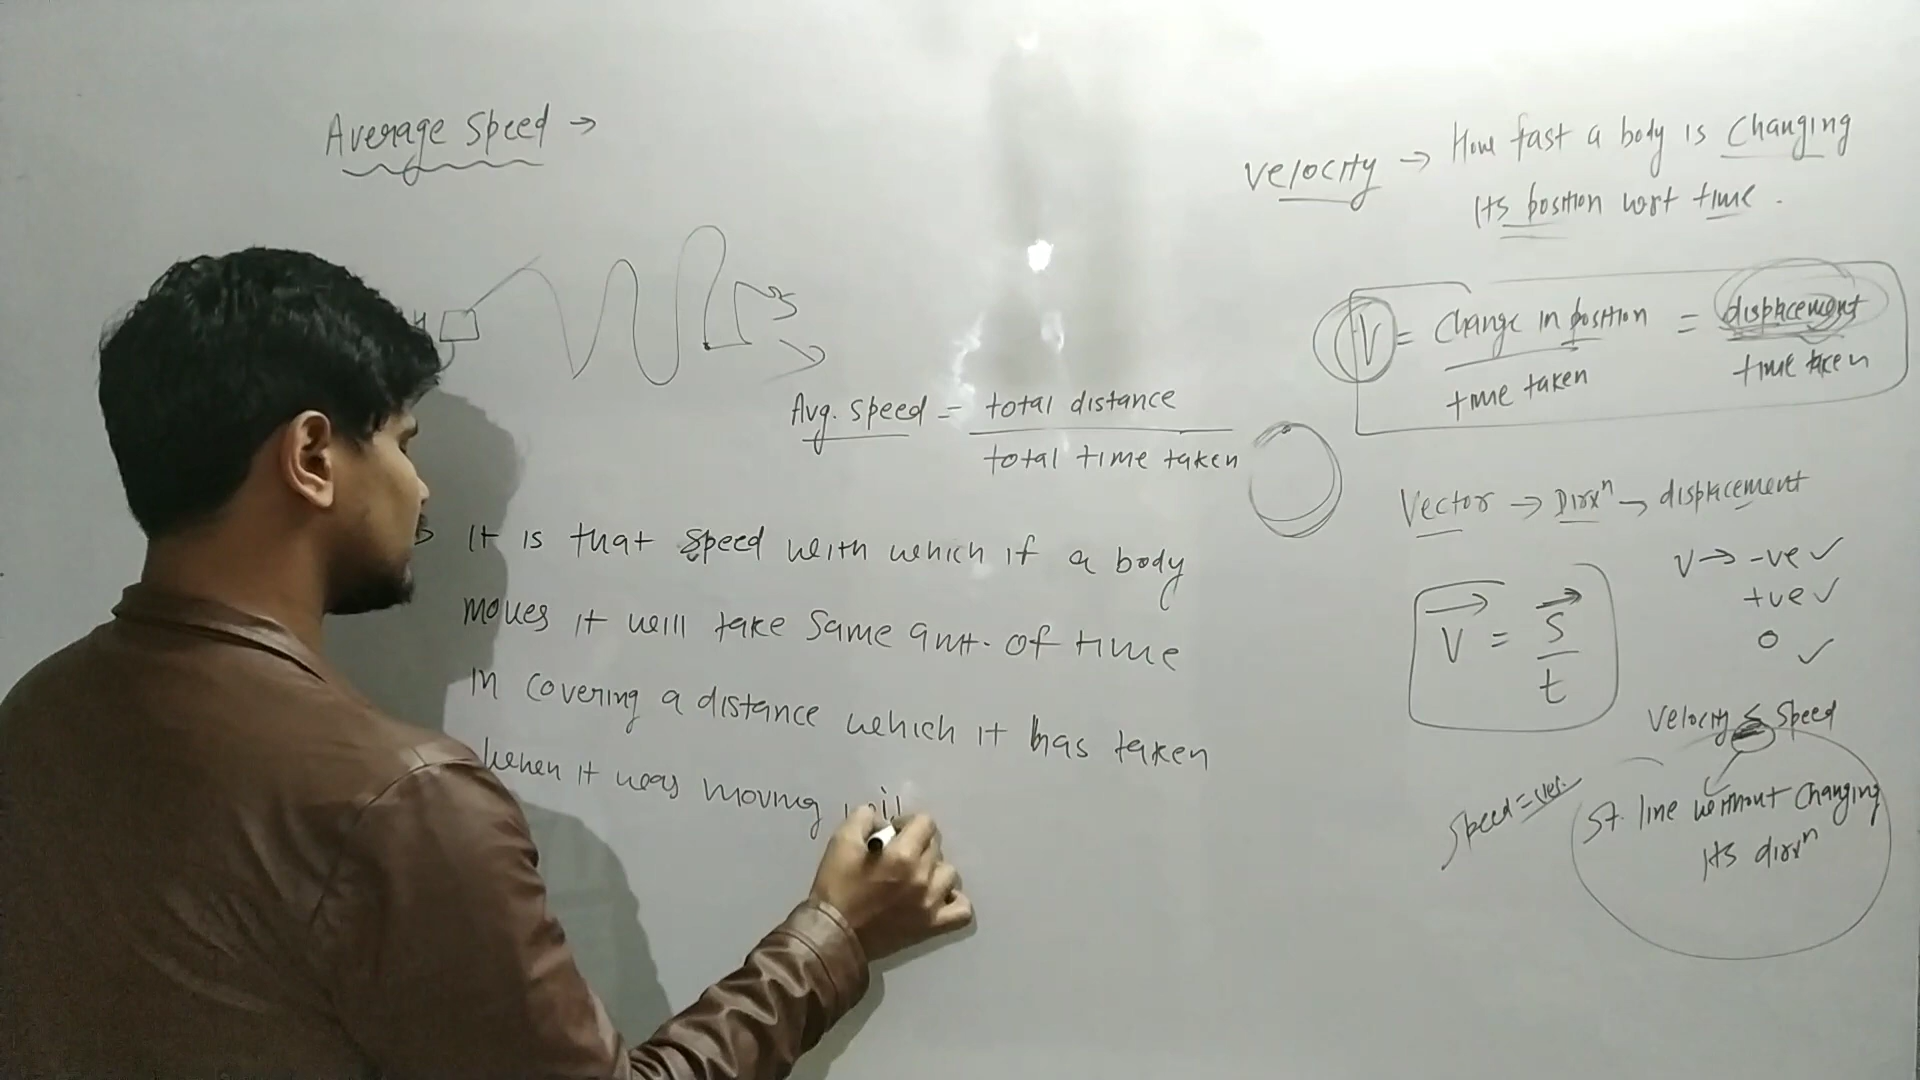 Average Speed →
Avg. Speed = total distance
total time taken
It is that Speed with which if a body
moves it will take Same amt. of time
in covering a distance which it has taken
when it was moving
Velocity → How fast a body is Changing
its position wrt time.
V = Change in position = displacement
time taken time taken
Vector → Dirxⁿ → displacement
V → -ve ✓
+ve ✓
0 ✓
V = S
t
Velocity ≤ Speed
Speed = Vel.
St. line without Changing
its dirxⁿ